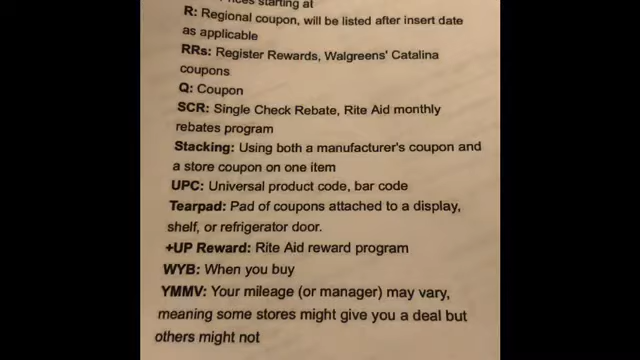 starting at
R: Regional coupon, will be listed after insert date
as applicable
RRs: Register Rewards, Walgreens' Catalina
coupons
Q: Coupon
SCR: Single Check Rebate, Rite Aid monthly
rebates program
Stacking: Using both a manufacturer's coupon and
a store coupon on one item
UPC: Universal product code, bar code
Tearpad: Pad of coupons attached to a display,
shelf, or refrigerator door.
+UP Reward: Rite Aid reward program
WYB: When you buy
YMMV: Your mileage (or manager) may vary,
meaning some stores might give you a deal but
others might not